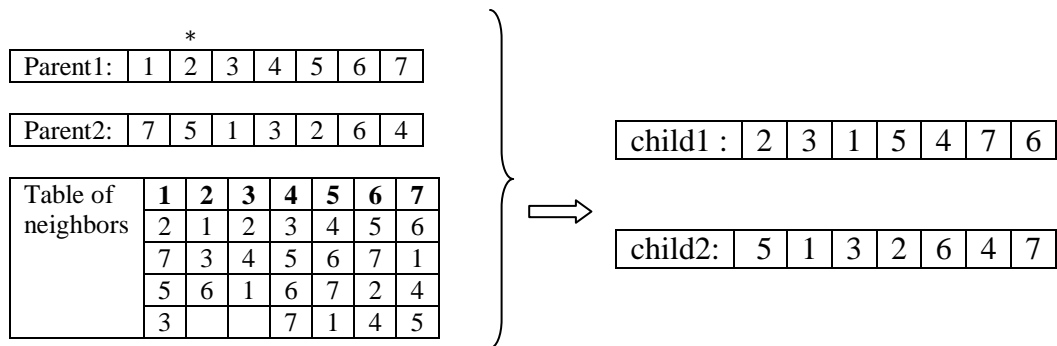 *
Parent1: 1 2 3 4 5 6 7
Parent2: 7 5 1 3 2 6 4
Table of neighbors 1 2 3 4 5 6 7
2 1 2 3 4 5 6
7 3 4 5 6 7 1
5 6 1 6 7 2 4
3 7 1 4 5
child1 : 2 3 1 5 4 7 6
child2: 5 1 3 2 6 4 7